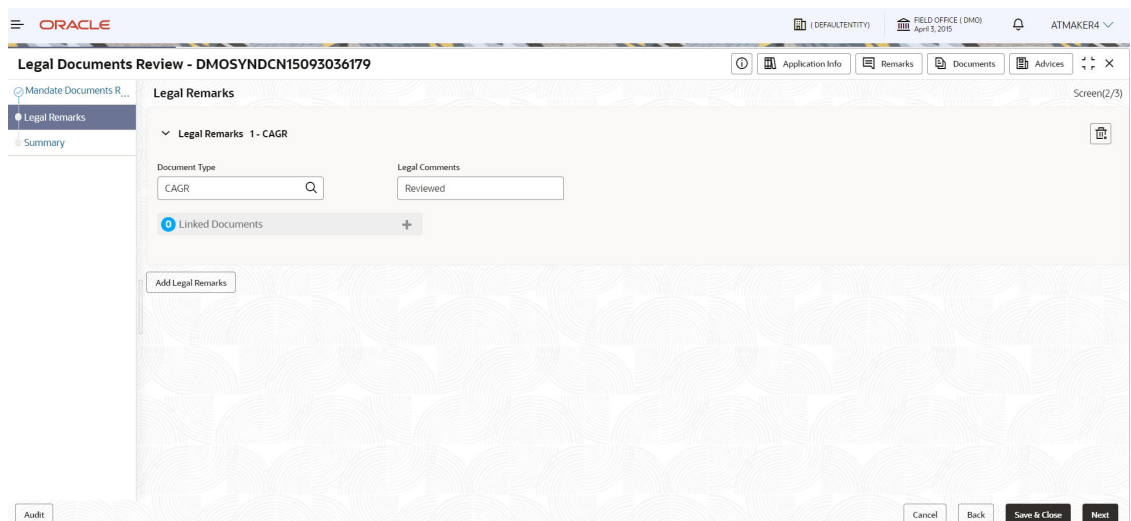 ORACLE
( DEFAULTENTITY)
FIELD OFFICE ( DMO)
April 3, 2015
ATMAKER4
Legal Documents Review - DMOSYNDCN15093036179
Application Info
Remarks
Documents
Advices
Mandate Documents R...
Legal Remarks
Summary
Legal Remarks
Screen(2/3)
Legal Remarks 1 - CAGR
Document Type
Legal Comments
CAGR
Reviewed
0 Linked Documents
Add Legal Remarks
Audit
Cancel
Back
Save & Close
Next